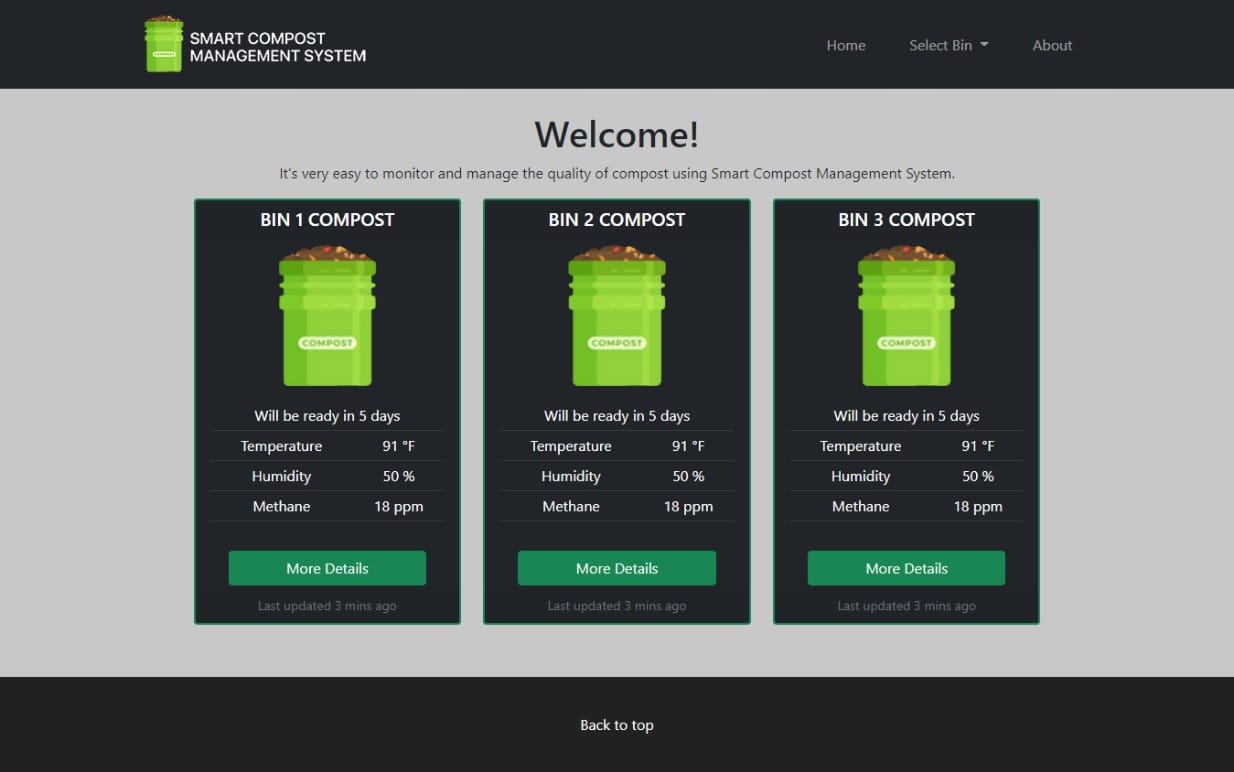 SMART COMPOST
MANAGEMENT SYSTEM
Home Select Bin About
Welcome!
It's very easy to monitor and manage the quality of compost using Smart Compost Management System.
BIN 1 COMPOST
COMPOST
Will be ready in 5 days
Temperature 91 °F
Humidity 50 %
Methane 18 ppm
More Details
Last updated 3 mins ago
BIN 2 COMPOST
COMPOST
Will be ready in 5 days
Temperature 91 °F
Humidity 50 %
Methane 18 ppm
More Details
Last updated 3 mins ago
BIN 3 COMPOST
COMPOST
Will be ready in 5 days
Temperature 91 °F
Humidity 50 %
Methane 18 ppm
More Details
Last updated 3 mins ago
Back to top